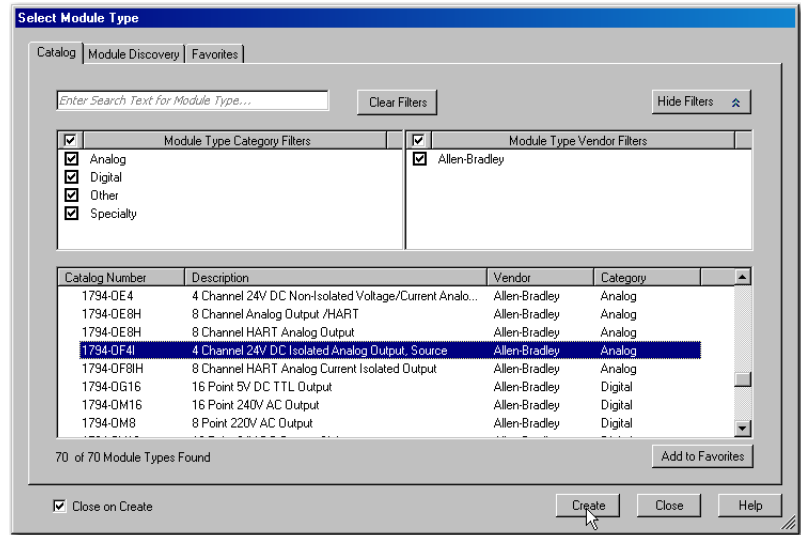 Select Module Type
Catalog Module Discovery Favorites
Enter Search Text for Module Type... Clear Filters Hide Filters
Module Type Category Filters Module Type Vendor Filters
Analog Allen-Bradley
Digital
Other
Specialty
Catalog Number Description Vendor Category
1794-OE4 4 Channel 24V DC Non-Isolated Voltage/Current Analo... Allen-Bradley Analog
1794-OE8H 8 Channel Analog Output /HART Allen-Bradley Analog
1794-OE8H 8 Channel HART Analog Output Allen-Bradley Analog
1794-OF4I 4 Channel 24V DC Isolated Analog Output, Source Allen-Bradley Analog
1794-OF8IH 8 Channel HART Analog Current Isolated Output Allen-Bradley Analog
1794-OG16 16 Point 5V DC TTL Output Allen-Bradley Digital
1794-OM16 16 Point 240V AC Output Allen-Bradley Digital
1794-OM8 8 Point 220V AC Output Allen-Bradley Digital
70 of 70 Module Types Found Add to Favorites
Close on Create Create Close Help